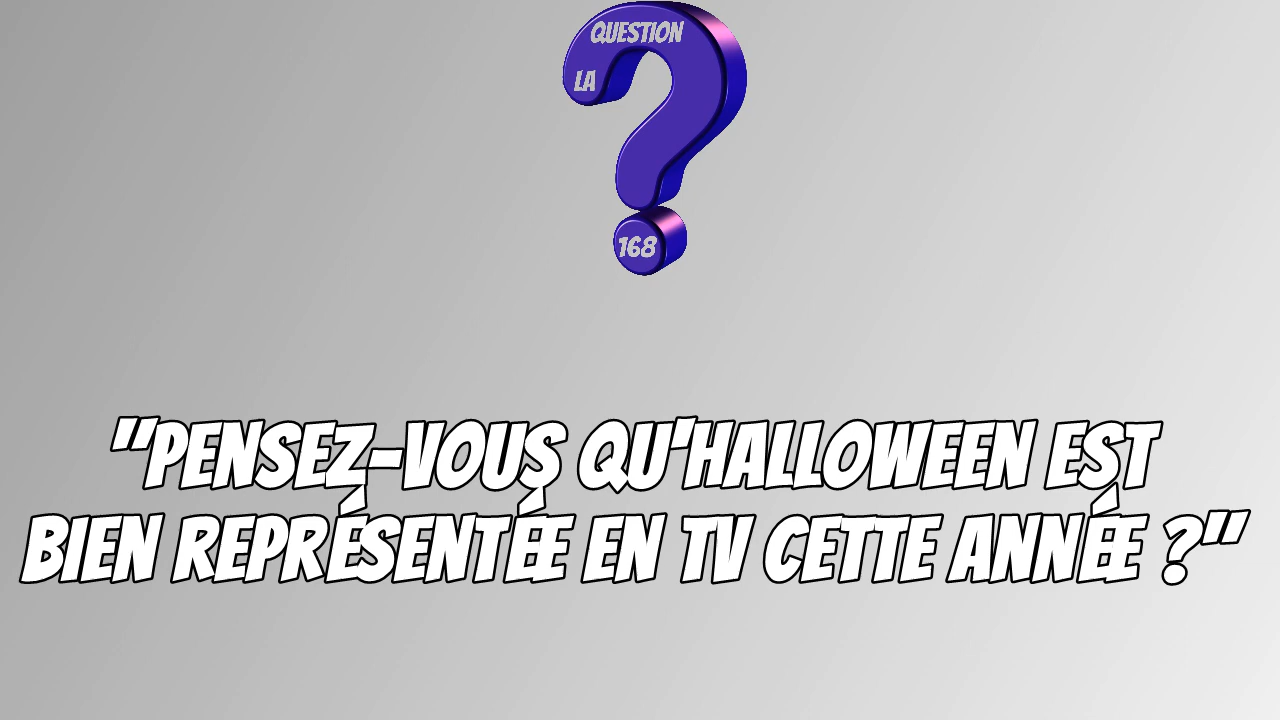 QUESTION
LA
168
"PENSEZ-VOUS QU'HALLOWEEN EST
BIEN REPRÉSENTÉE EN TV CETTE ANNÉE ?"